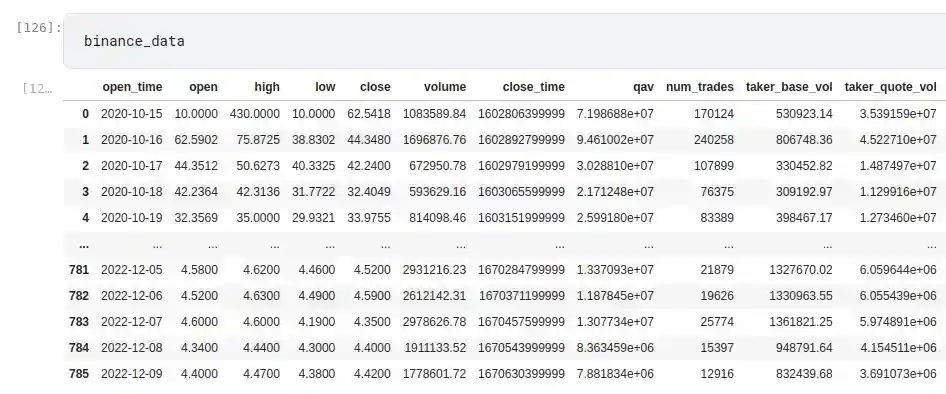 [126]:
binance_data
[12…
open_time open high low close volume close_time qav num_trades taker_base_vol taker_quote_vol
0 2020-10-15 10.0000 430.0000 10.0000 62.5418 1083589.84 1602806399999 7.198688e+07 170124 530923.14 3.539159e+07
1 2020-10-16 62.5902 75.8725 38.8302 44.3480 1696876.76 1602892799999 9.461002e+07 240258 806748.36 4.522710e+07
2 2020-10-17 44.3512 50.6273 40.3325 42.2400 672950.78 1602979199999 3.028810e+07 107899 330452.82 1.487497e+07
3 2020-10-18 42.2364 42.3136 31.7722 32.4049 593629.16 1603065599999 2.171248e+07 76375 309192.97 1.129916e+07
4 2020-10-19 32.3569 35.0000 29.9321 33.9755 814098.46 1603151999999 2.599180e+07 83389 398467.17 1.273460e+07
... ... ... ... ... ... ... ... ... ... ... ...
781 2022-12-05 4.5800 4.6200 4.4600 4.5200 2931216.23 1670284799999 1.337093e+07 21879 1327670.02 6.059644e+06
782 2022-12-06 4.5200 4.6300 4.4900 4.5900 2612142.31 1670371199999 1.187845e+07 19626 1330963.55 6.055439e+06
783 2022-12-07 4.6000 4.6000 4.1900 4.3500 2978626.78 1670457599999 1.307734e+07 25774 1361821.25 5.974891e+06
784 2022-12-08 4.3400 4.4400 4.3000 4.4000 1911133.52 1670543999999 8.363459e+06 15397 948791.64 4.154511e+06
785 2022-12-09 4.4000 4.4700 4.3800 4.4200 1778601.72 1670630399999 7.881834e+06 12916 832439.68 3.691073e+06